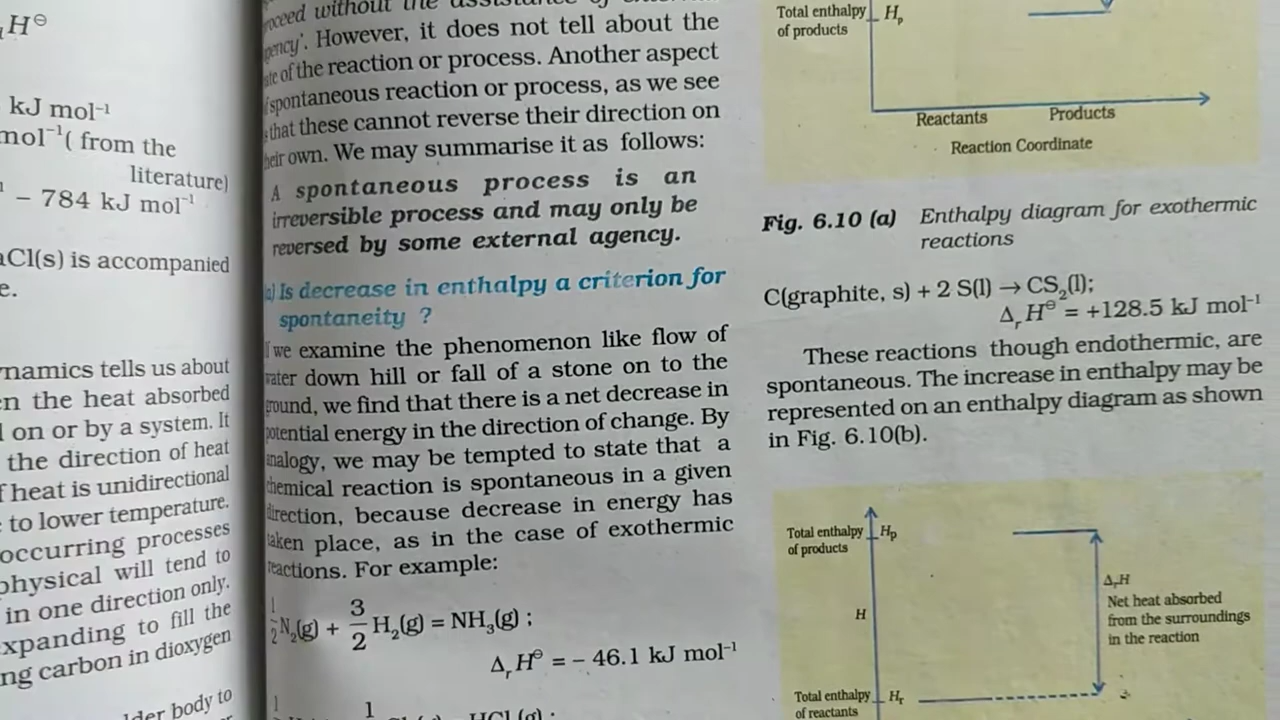 H⊖
kJ mol⁻¹
mol⁻¹( from the
literature)
– 784 kJ mol⁻¹
aCl(s) is accompanied
e.
namics tells us about
n the heat absorbed
on or by a system. It
the direction of heat
f heat is unidirectional
to lower temperature.
occurring processes
physical will tend to
in one direction only.
xpanding to fill the
ng carbon in dioxygen
lder body to
roceed without the
gency'. However, it does not tell about the
te of the reaction or process. Another aspect
spontaneous reaction or process, as we see
that these cannot reverse their direction on
heir own. We may summarise it as follows:
A spontaneous process is an
irreversible process and may only be
reversed by some external agency.
a) Is decrease in enthalpy a criterion for
spontaneity ?
we examine the phenomenon like flow of
water down hill or fall of a stone on to the
ground, we find that there is a net decrease in
potential energy in the direction of change. By
analogy, we may be tempted to state that a
chemical reaction is spontaneous in a given
direction, because decrease in energy has
taken place, as in the case of exothermic
reactions. For example:
1/2 N₂(g) + 3/2 H₂(g) = NH₃(g) ;
ΔᵣH⊖ = – 46.1 kJ mol⁻¹
HCl (g) ;
Total enthalpy
of products
Hₚ
Reactants
Products
Reaction Coordinate
Fig. 6.10 (a) Enthalpy diagram for exothermic
reactions
C(graphite, s) + 2 S(l) → CS₂(l);
ΔᵣH⊖ = +128.5 kJ mol⁻¹
These reactions though endothermic, are
spontaneous. The increase in enthalpy may be
represented on an enthalpy diagram as shown
in Fig. 6.10(b).
Total enthalpy
of products
Hₚ
H
ΔᵣH
Net heat absorbed
from the surroundings
in the reaction
Total enthalpy
of reactants
Hᵣ